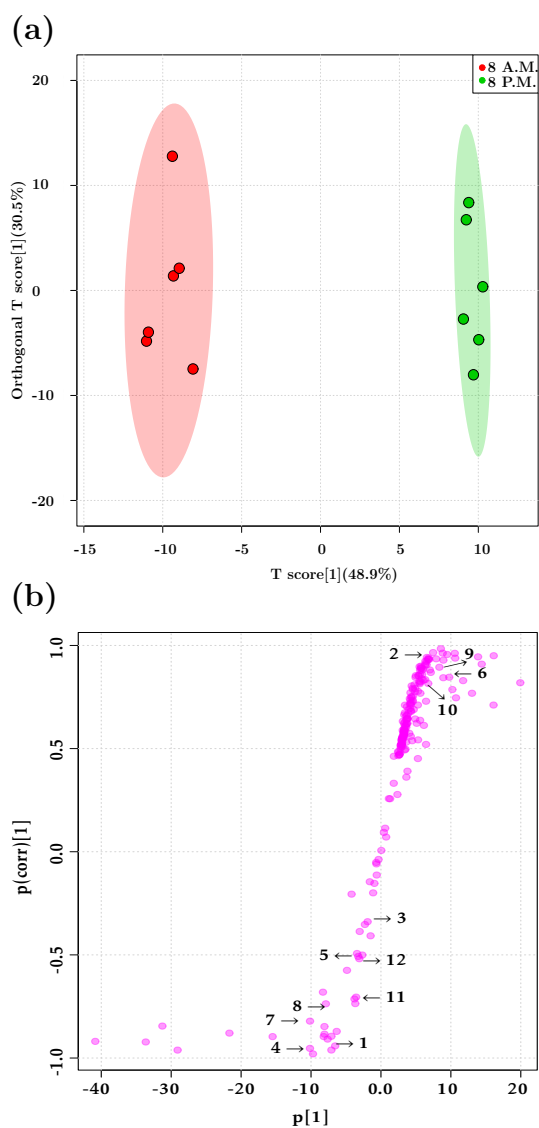 (a)
8 A.M.
8 P.M.
20
10
0
-10
-20
Orthogonal T score[1](30.5%)
-15 -10 -5 0 5 10
T score[1](48.9%)
(b)
1.0
0.5
0.0
-0.5
-1.0
p(corr)[1]
2
9
6
10
3
5
12
11
8
7
1
4
-40 -30 -20 -10 0.0 10 20
p[1]